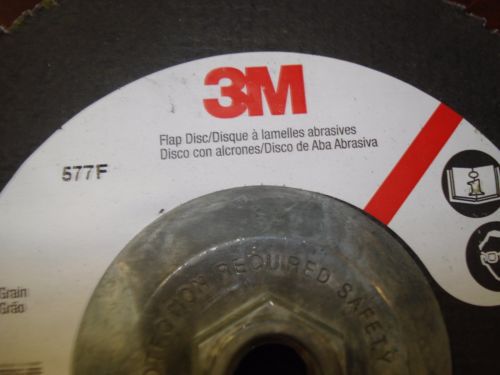 3M
Flap Disc/Disque à lamelles abrasives
Disco con alcrones/Disco de Aba Abrasiva
577F
Grain
Grão
REQUIRED SAFETY